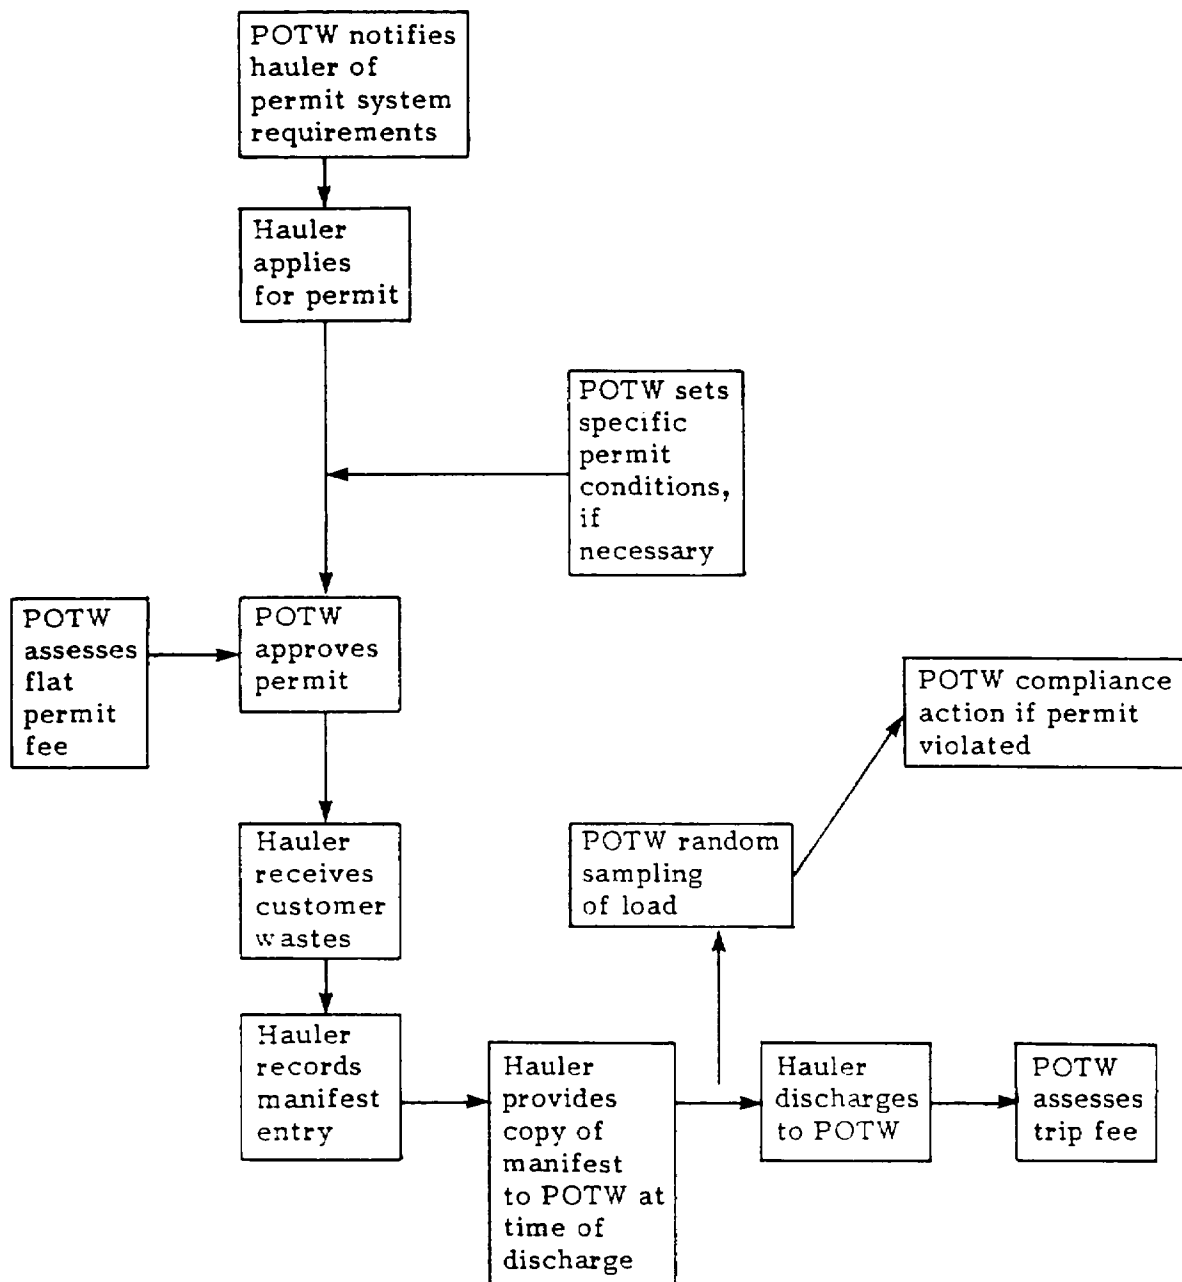 POTW notifies
hauler of
permit system
requirements
Hauler
applies
for permit
POTW sets
specific
permit
conditions,
if
necessary
POTW
assesses
flat
permit
fee
POTW
approves
permit
POTW compliance
action if permit
violated
Hauler
receives
customer
wastes
POTW random
sampling
of load
Hauler
records
manifest
entry
Hauler
provides
copy of
manifest
to POTW at
time of
discharge
Hauler
discharges
to POTW
POTW
assesses
trip fee